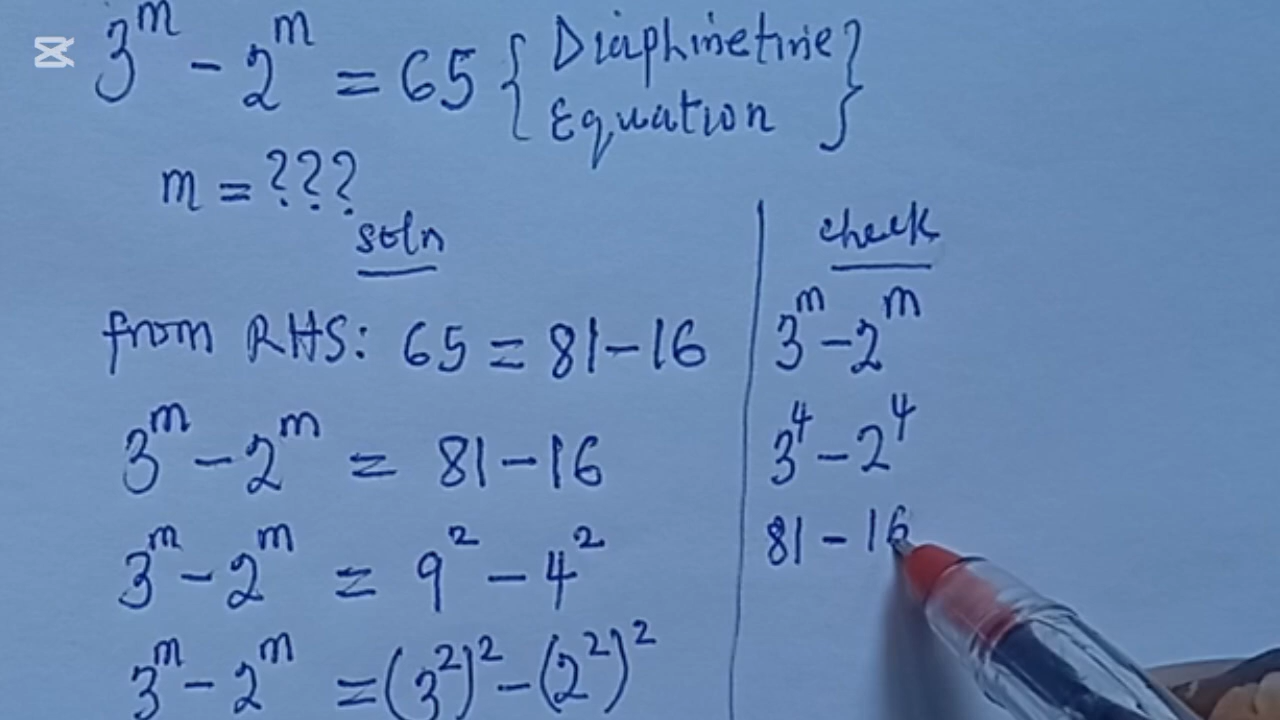 3^m - 2^m = 65 { Diaphinetine
Equation }
m = ???
soln
from RHS: 65 = 81 - 16
3^m - 2^m = 81 - 16
3^m - 2^m = 9^2 - 4^2
3^m - 2^m = (3^2)^2 - (2^2)^2
check
3^m - 2^m
3^4 - 2^4
81 - 16